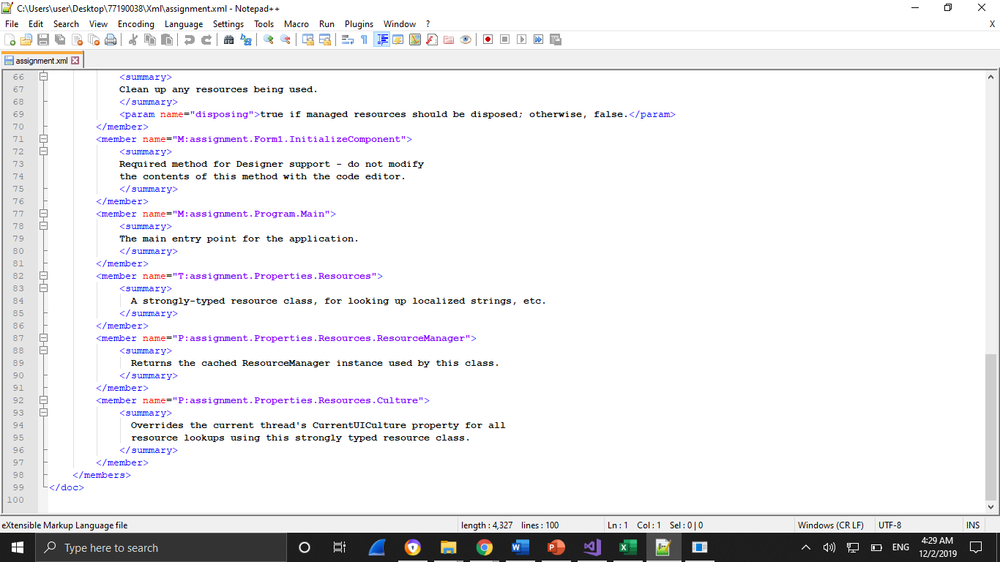 C:\Users\user\Desktop\77190038\Xml\assignment.xml - Notepad++
File Edit Search View Encoding Language Settings Tools Macro Run Plugins Window ? X
assignment.xml
66 <summary>
67 Clean up any resources being used.
68 </summary>
69 <param name="disposing">true if managed resources should be disposed; otherwise, false.</param>
70 </member>
71 <member name="M:assignment.Form1.InitializeComponent">
72 <summary>
73 Required method for Designer support - do not modify
74 the contents of this method with the code editor.
75 </summary>
76 </member>
77 <member name="M:assignment.Program.Main">
78 <summary>
79 The main entry point for the application.
80 </summary>
81 </member>
82 <member name="T:assignment.Properties.Resources">
83 <summary>
84 A strongly-typed resource class, for looking up localized strings, etc.
85 </summary>
86 </member>
87 <member name="P:assignment.Properties.Resources.ResourceManager">
88 <summary>
89 Returns the cached ResourceManager instance used by this class.
90 </summary>
91 </member>
92 <member name="P:assignment.Properties.Resources.Culture">
93 <summary>
94 Overrides the current thread's CurrentUICulture property for all
95 resource lookups using this strongly typed resource class.
96 </summary>
97 </member>
98 </members>
99 </doc>
100
eXtensible Markup Language file length : 4,327 lines : 100 Ln : 1 Col : 1 Sel : 0 | 0 Windows (CR LF) UTF-8 INS
Type here to search ENG 4:29 AM
12/2/2019